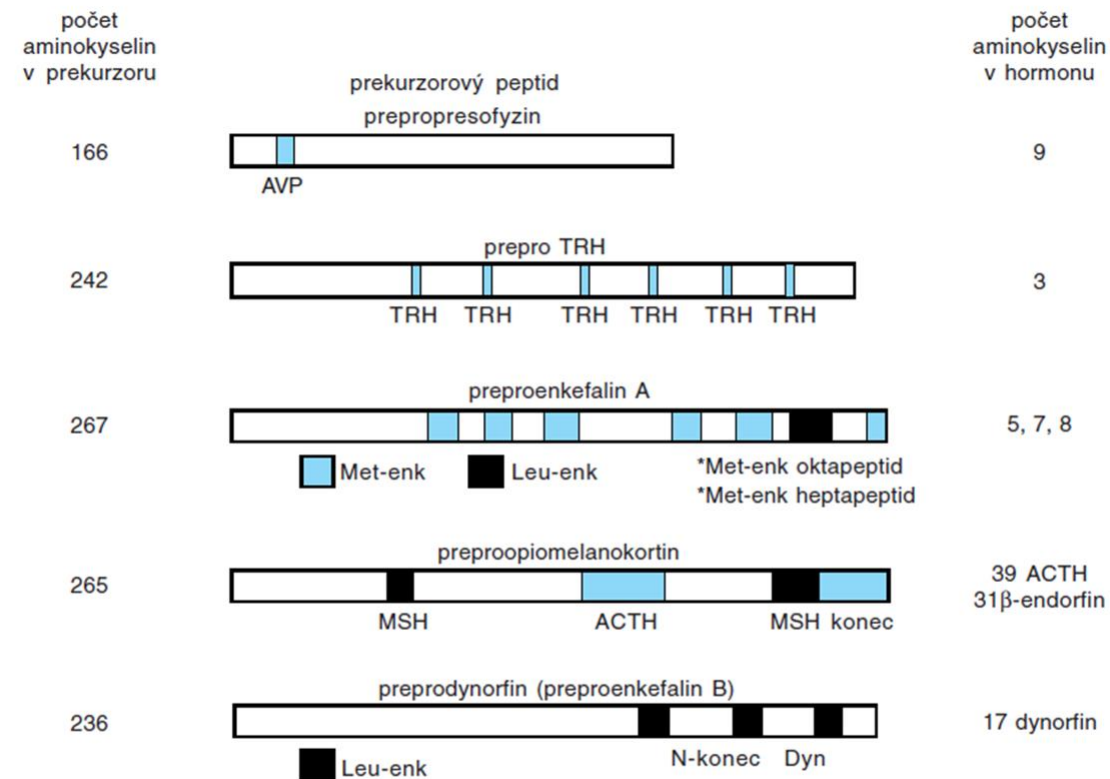 počet
aminokyselin
v prekurzoru
počet
aminokyselin
v hormonu
prekurzorový peptid
prepropresofyzin
166
9
AVP
prepro TRH
242
3
TRH TRH TRH TRH TRH TRH
preproenkefalin A
267
5, 7, 8
Met-enk Leu-enk
*Met-enk oktapeptid
*Met-enk heptapeptid
preproopiomelanokortin
265
39 ACTH
31β-endorfin
MSH ACTH MSH konec
preprodynorfin (preproenkefalin B)
236
17 dynorfin
N-konec Dyn
Leu-enk